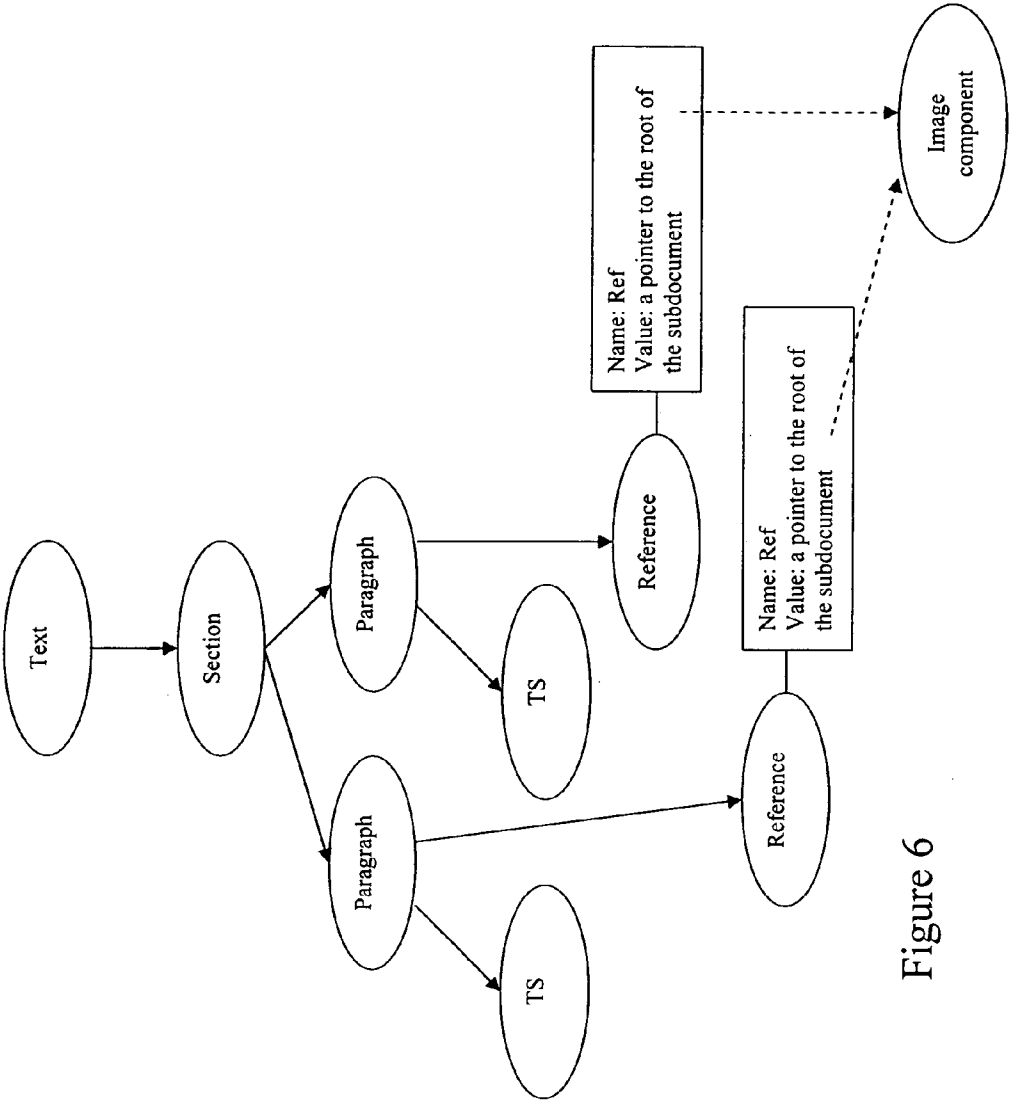 Text
Section
Paragraph
Paragraph
TS
TS
Reference
Name: Ref
Value: a pointer to the root of
the subdocument
Reference
Name: Ref
Value: a pointer to the root of
the subdocument
Image
component
Figure 6